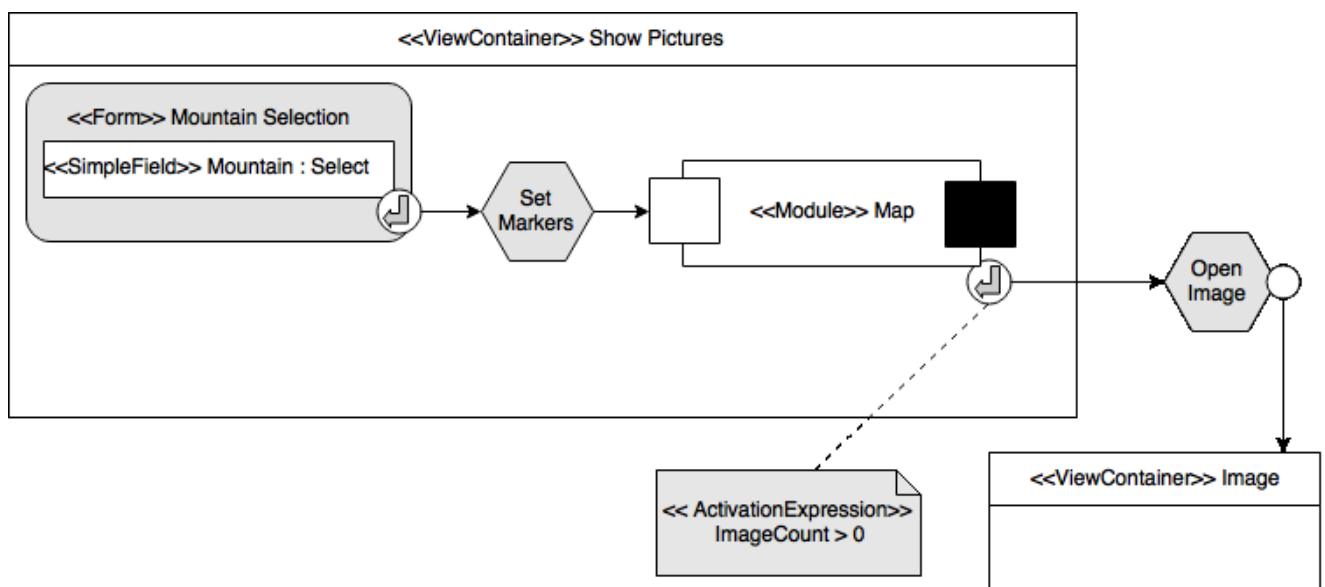 <<ViewContainer>> Show Pictures
<<Form>> Mountain Selection
<<SimpleField>> Mountain : Select
Set
Markers
<<Module>> Map
Open
Image
<< ActivationExpression>>
ImageCount > 0
<<ViewContainer>> Image